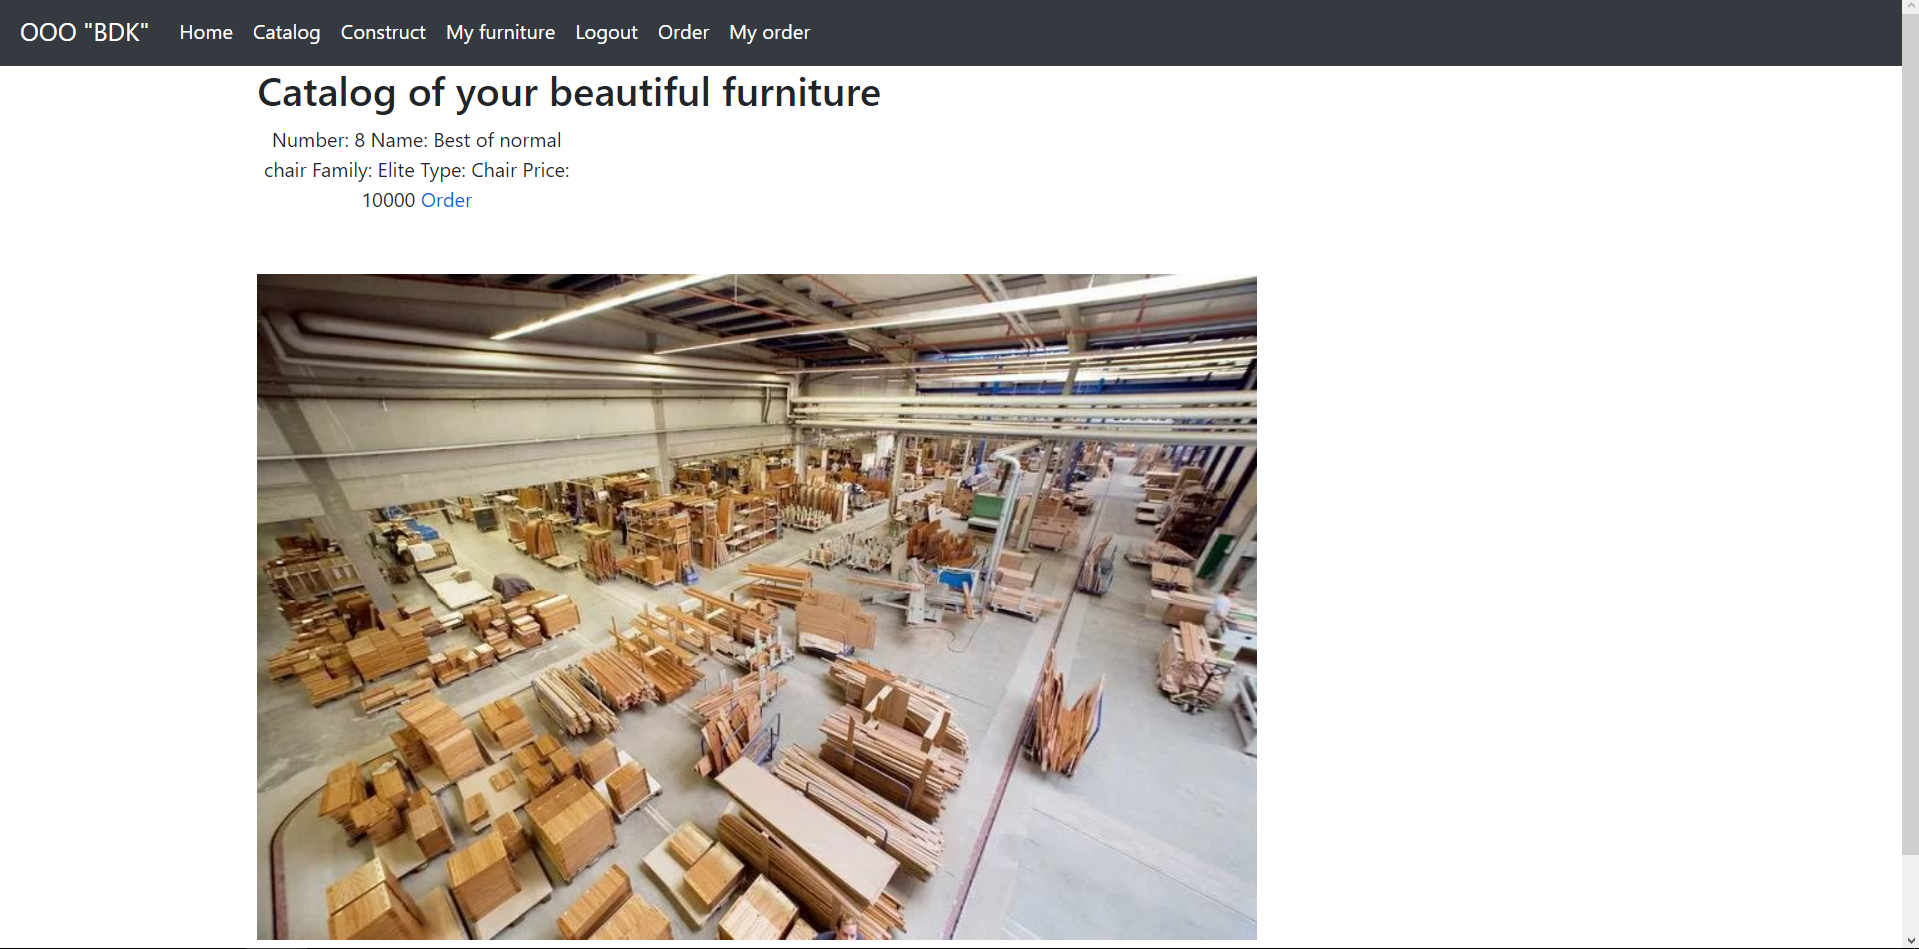 OOO "BDK" Home Catalog Construct My furniture Logout Order My order
Catalog of your beautiful furniture
Number: 8 Name: Best of normal
chair Family: Elite Type: Chair Price:
10000 Order